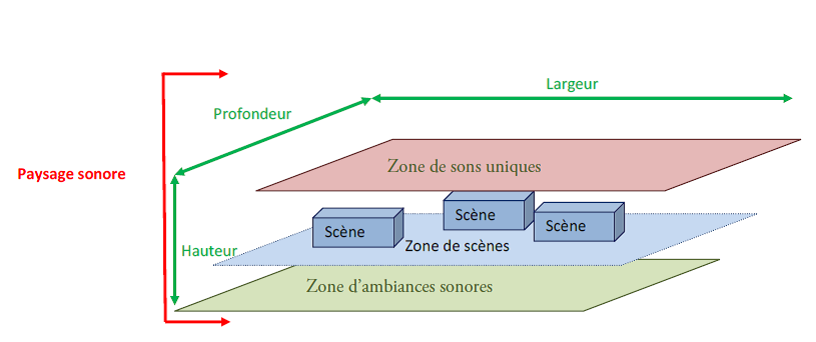 Largeur
Profondeur
Zone de sons uniques
Paysage sonore
Scène
Scène
Scène
Hauteur
Zone de scènes
Zone d'ambiances sonores